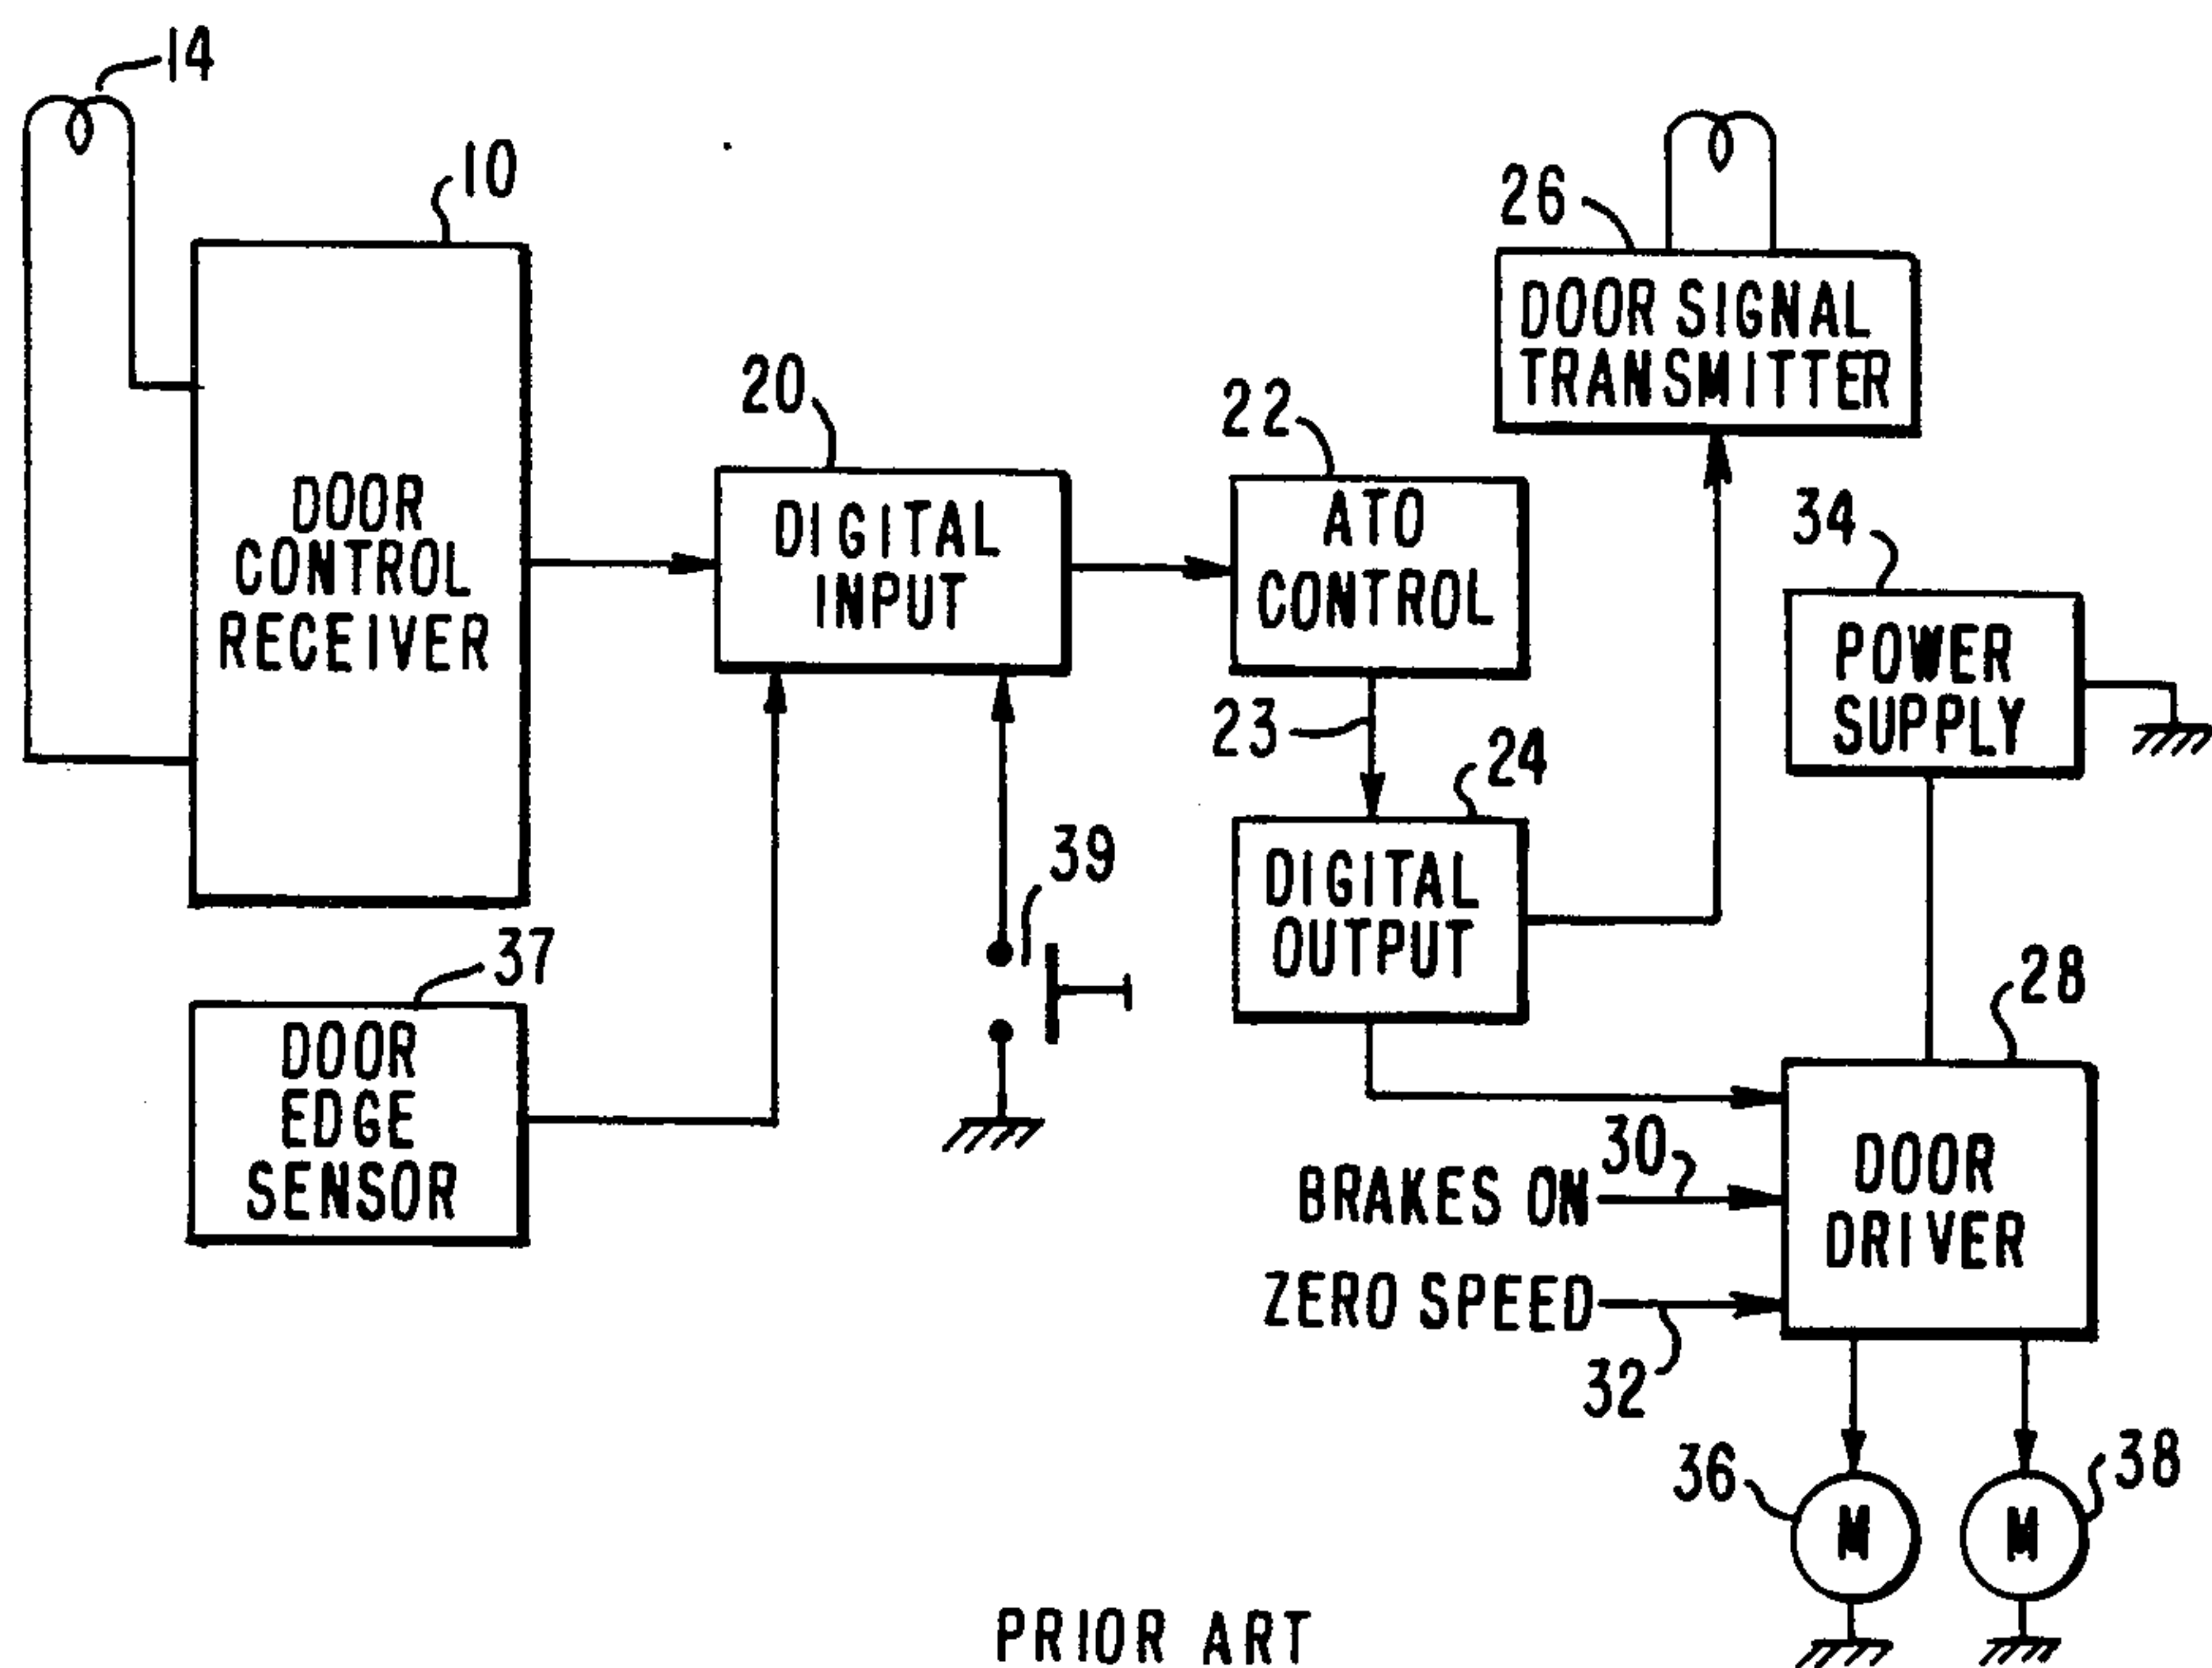 14
10
DOOR
CONTROL
RECEIVER
20
DIGITAL
INPUT
22
ATO
CONTROL
26
DOOR SIGNAL
TRANSMITTER
34
POWER
SUPPLY
23
24
DIGITAL
OUTPUT
39
37
DOOR
EDGE
SENSOR
28
DOOR
DRIVER
BRAKES ON
30
ZERO SPEED
32
36
M
38
M
PRIOR ART